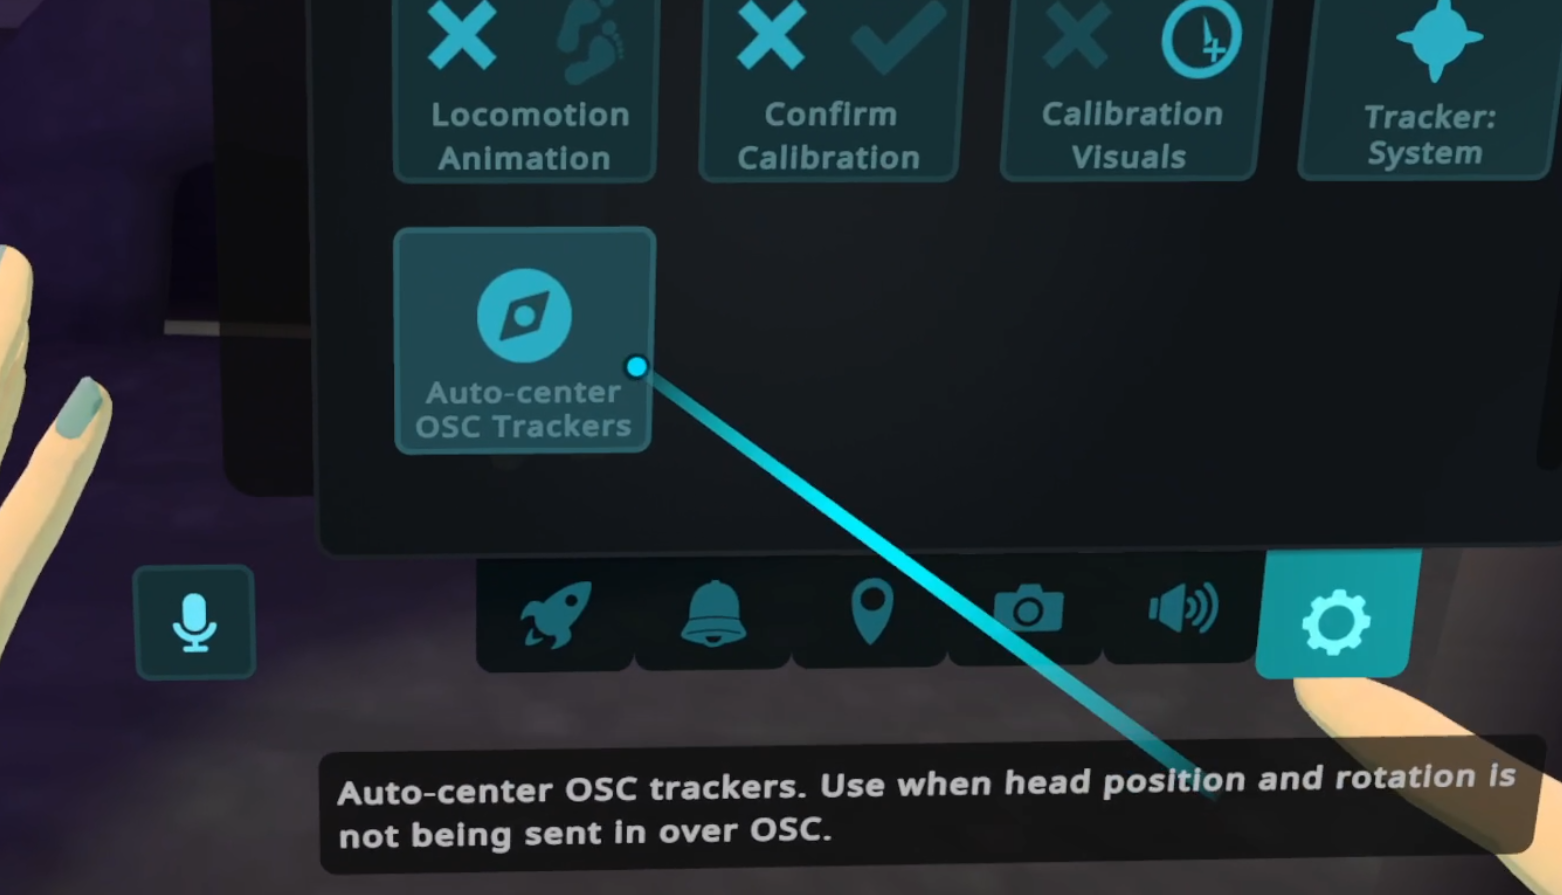 Locomotion
Animation
Confirm
Calibration
Calibration
Visuals
Tracker:
System
Auto-center
OSC Trackers
Auto-center OSC trackers. Use when head position and rotation is
not being sent in over OSC.